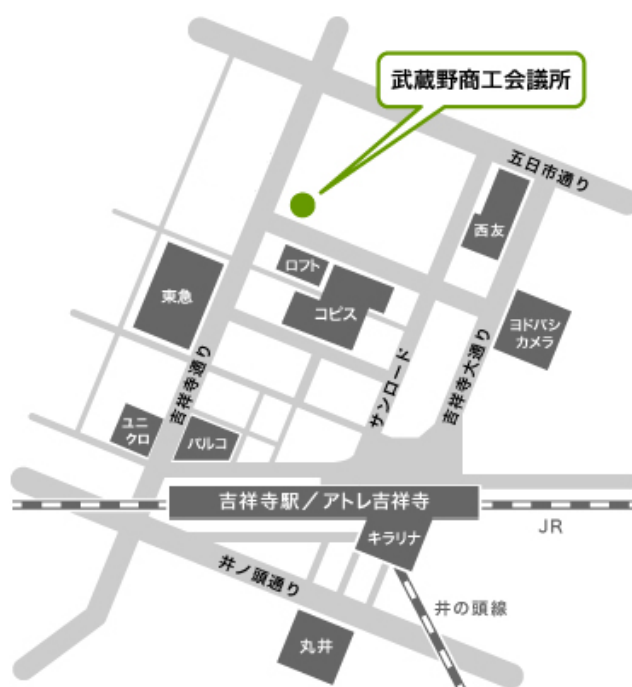 武蔵野商工会議所
五日市通り
西友
ロフト
東急
コピス
ヨドバシ
カメラ
吉祥寺通り
サンロード
吉祥寺大通り
ユニ
クロ
パルコ
吉祥寺駅／アトレ吉祥寺
JR
キラリナ
井ノ頭通り
井の頭線
丸井